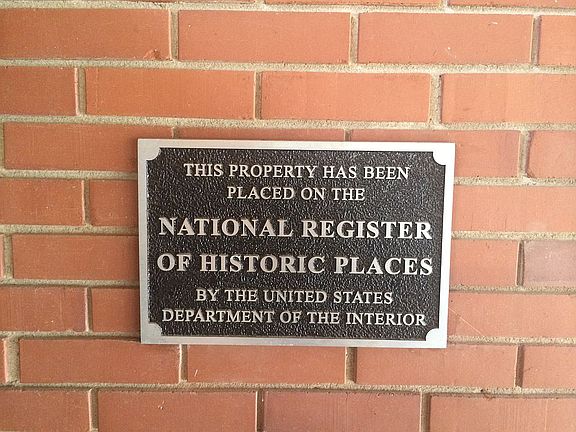 THIS PROPERTY HAS BEEN
PLACED ON THE
NATIONAL REGISTER
OF HISTORIC PLACES
BY THE UNITED STATES
DEPARTMENT OF THE INTERIOR